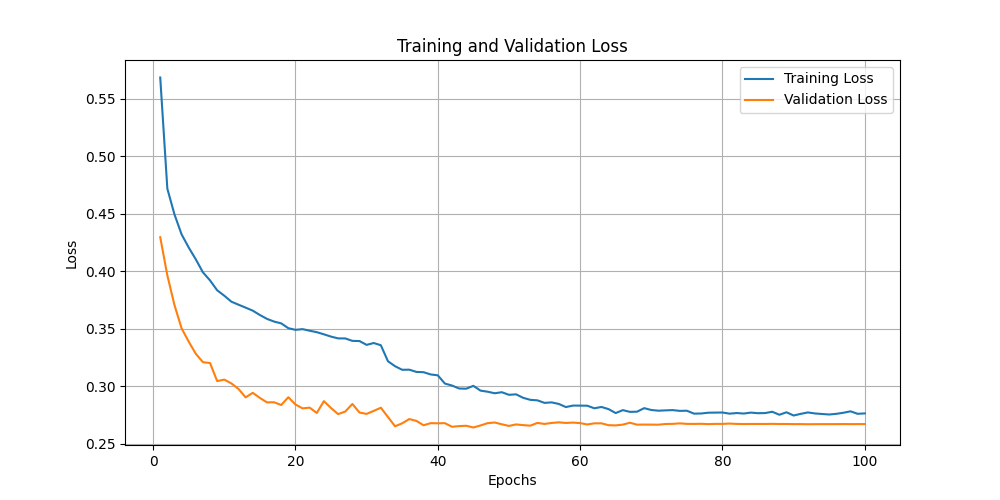 Training and Validation Loss
Training Loss
Validation Loss
0.55
0.50
0.45
0.40
0.35
0.30
0.25
Loss
0 20 40 60 80 100
Epochs